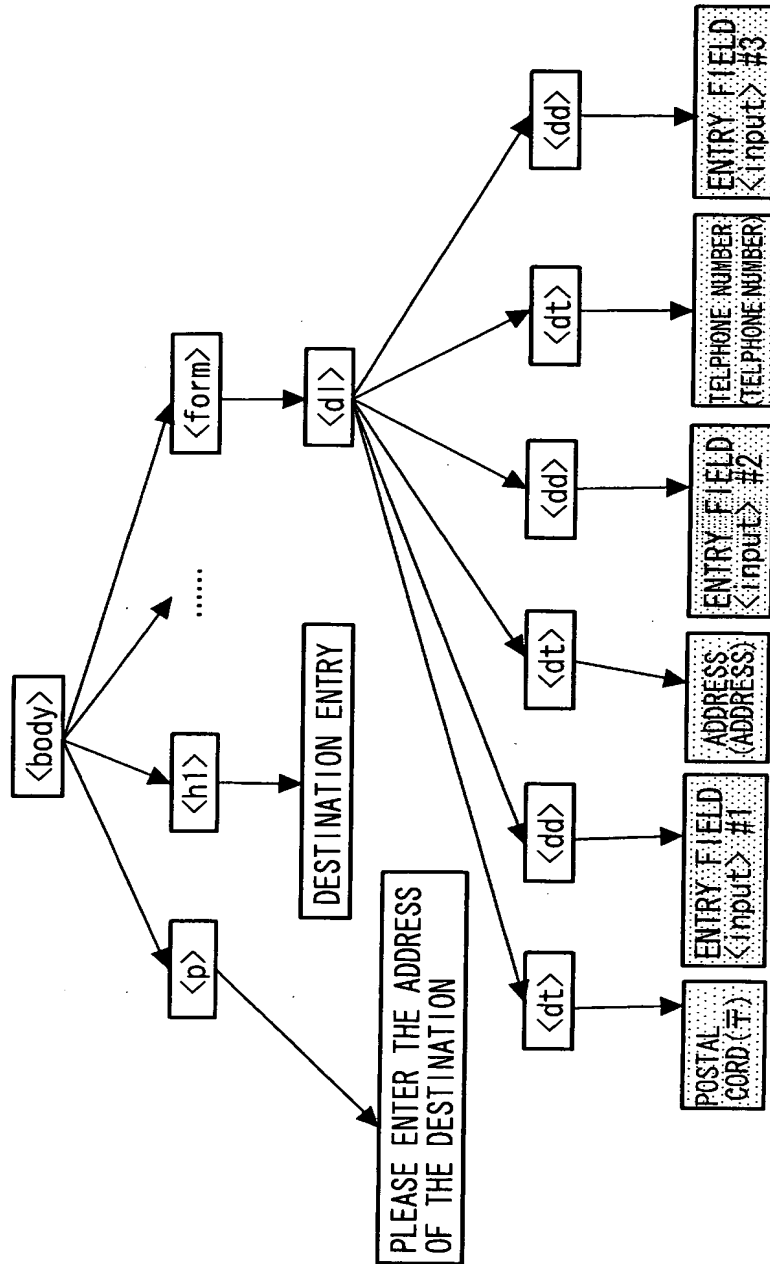 <body>
<p>
<h1>
......
<form>
PLEASE ENTER THE ADDRESS
OF THE DESTINATION
DESTINATION ENTRY
<dl>
<dt>
<dd>
<dt>
<dd>
<dt>
<dd>
POSTAL
CORD(〒)
ENTRY FIELD
<input> #1
ADDRESS
(ADDRESS)
ENTRY FIELD
<input> #2
TELPHONE NUMBER
(TELPHONE NUMBER)
ENTRY FIELD
<input> #3